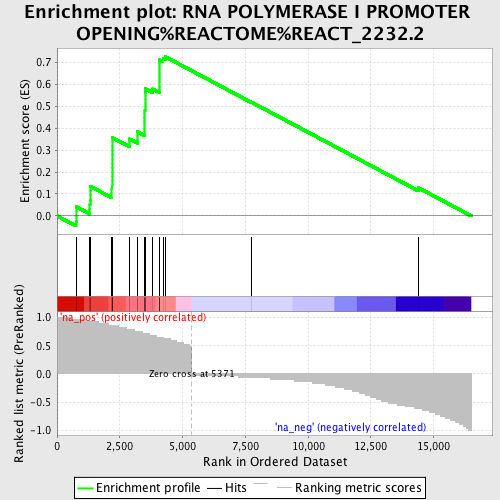 Enrichment plot: RNA POLYMERASE I PROMOTER
OPENING%REACTOME%REACT_2232.2
Enrichment score (ES)
0.7
0.6
0.5
0.4
0.3
0.2
0.1
0.0
Ranked list metric (PreRanked)
1.0
0.5
0.0
-0.5
-1.0
'na_pos' (positively correlated)
Zero cross at 5371
'na_neg' (negatively correlated)
0 2,500 5,000 7,500 10,000 12,500 15,000
Rank in Ordered Dataset
Enrichment profile Hits Ranking metric scores